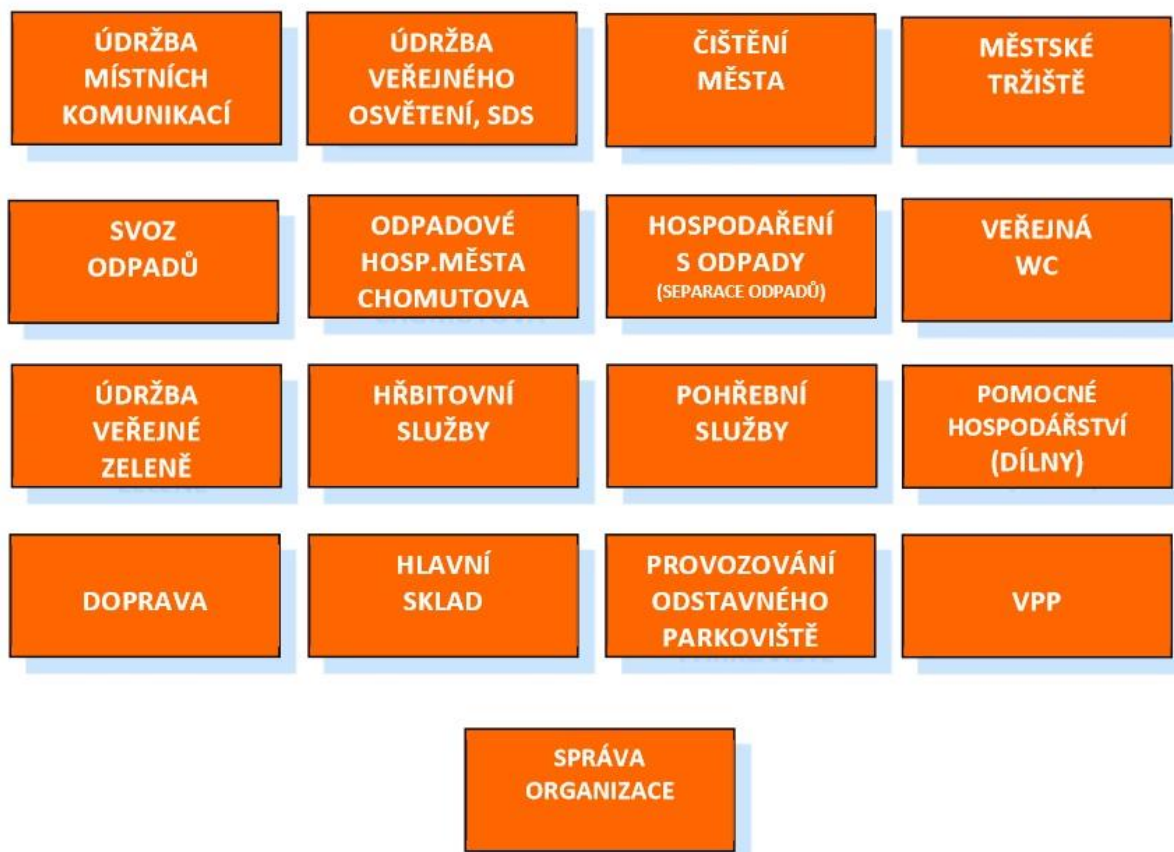 ÚDRŽBA
MÍSTNÍCH
KOMUNIKACÍ
ÚDRŽBA
VEŘEJNÉHO
OSVĚTENÍ, SDS
ČIŠTĚNÍ
MĚSTA
MĚSTSKÉ
TRŽIŠTĚ
SVOZ
ODPADŮ
ODPADOVÉ
HOSP.MĚSTA
CHOMUTOVA
HOSPODAŘENÍ
S ODPADY
(SEPARACE ODPADŮ)
VEŘEJNÁ
WC
ÚDRŽBA
VEŘEJNÉ
ZELENĚ
HŘBITOVNÍ
SLUŽBY
POHŘEBNÍ
SLUŽBY
POMOCNÉ
HOSPODÁŘSTVÍ
(DÍLNY)
DOPRAVA
HLAVNÍ
SKLAD
PROVOZOVÁNÍ
ODSTAVNÉHO
PARKOVIŠTĚ
VPP
SPRÁVA
ORGANIZACE